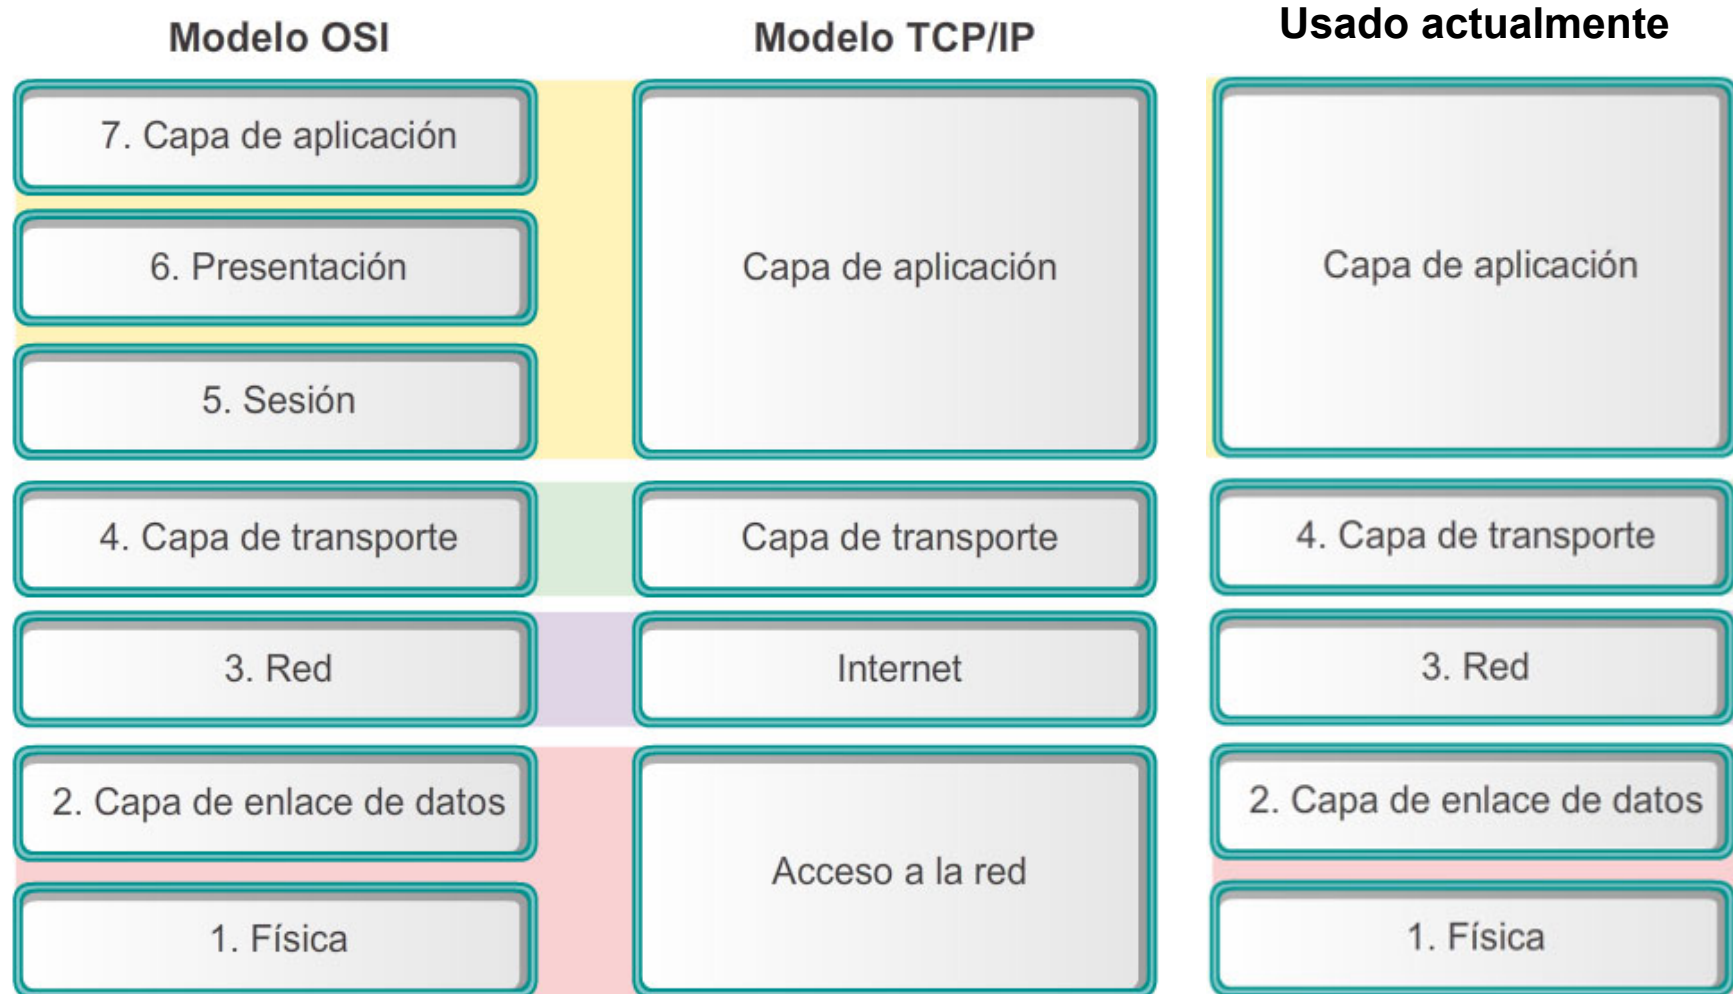 Modelo OSI
Modelo TCP/IP
Usado actualmente
7. Capa de aplicación
6. Presentación
5. Sesión
4. Capa de transporte
3. Red
2. Capa de enlace de datos
1. Física
Capa de aplicación
Capa de transporte
Internet
Acceso a la red
Capa de aplicación
4. Capa de transporte
3. Red
2. Capa de enlace de datos
1. Física